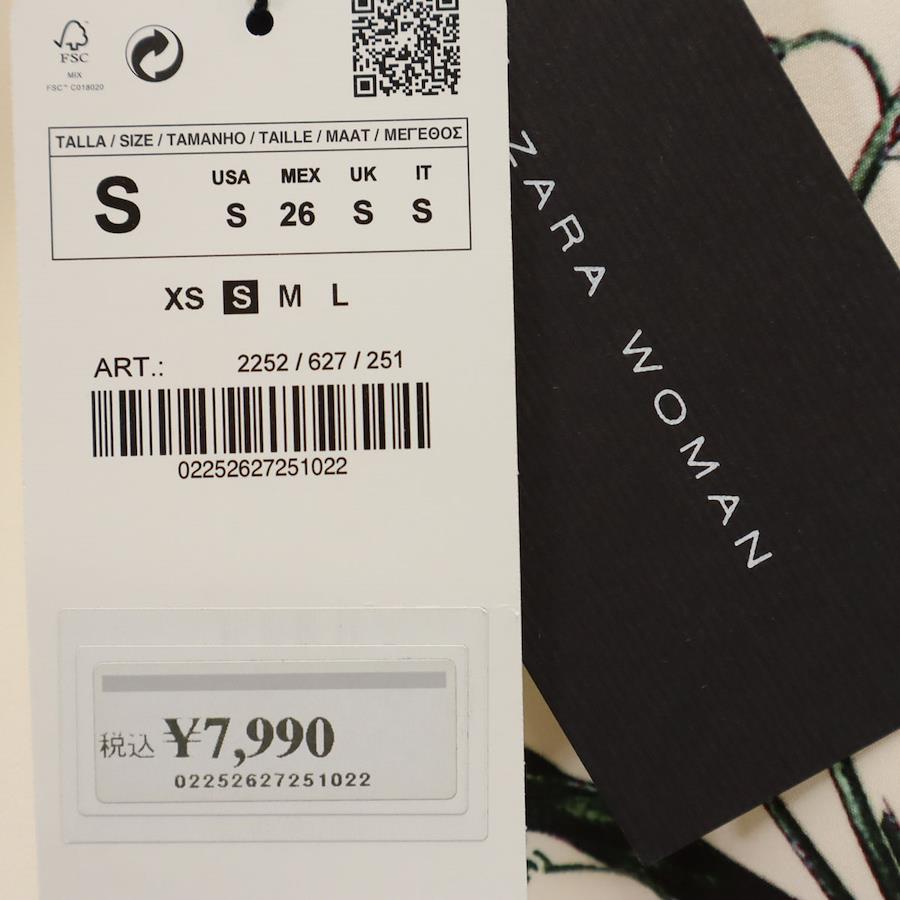 FSC
MIX
FSC™ C018020
TALLA / SIZE / TAMANHO / TAILLE / MAAT / ΜΕΓΕΘΟΣ
S
USA MEX UK IT
S 26 S S
XS S M L
ART.: 2252 / 627 / 251
02252627251022
税込 ¥7,990
02252627251022
ZARA WOMAN